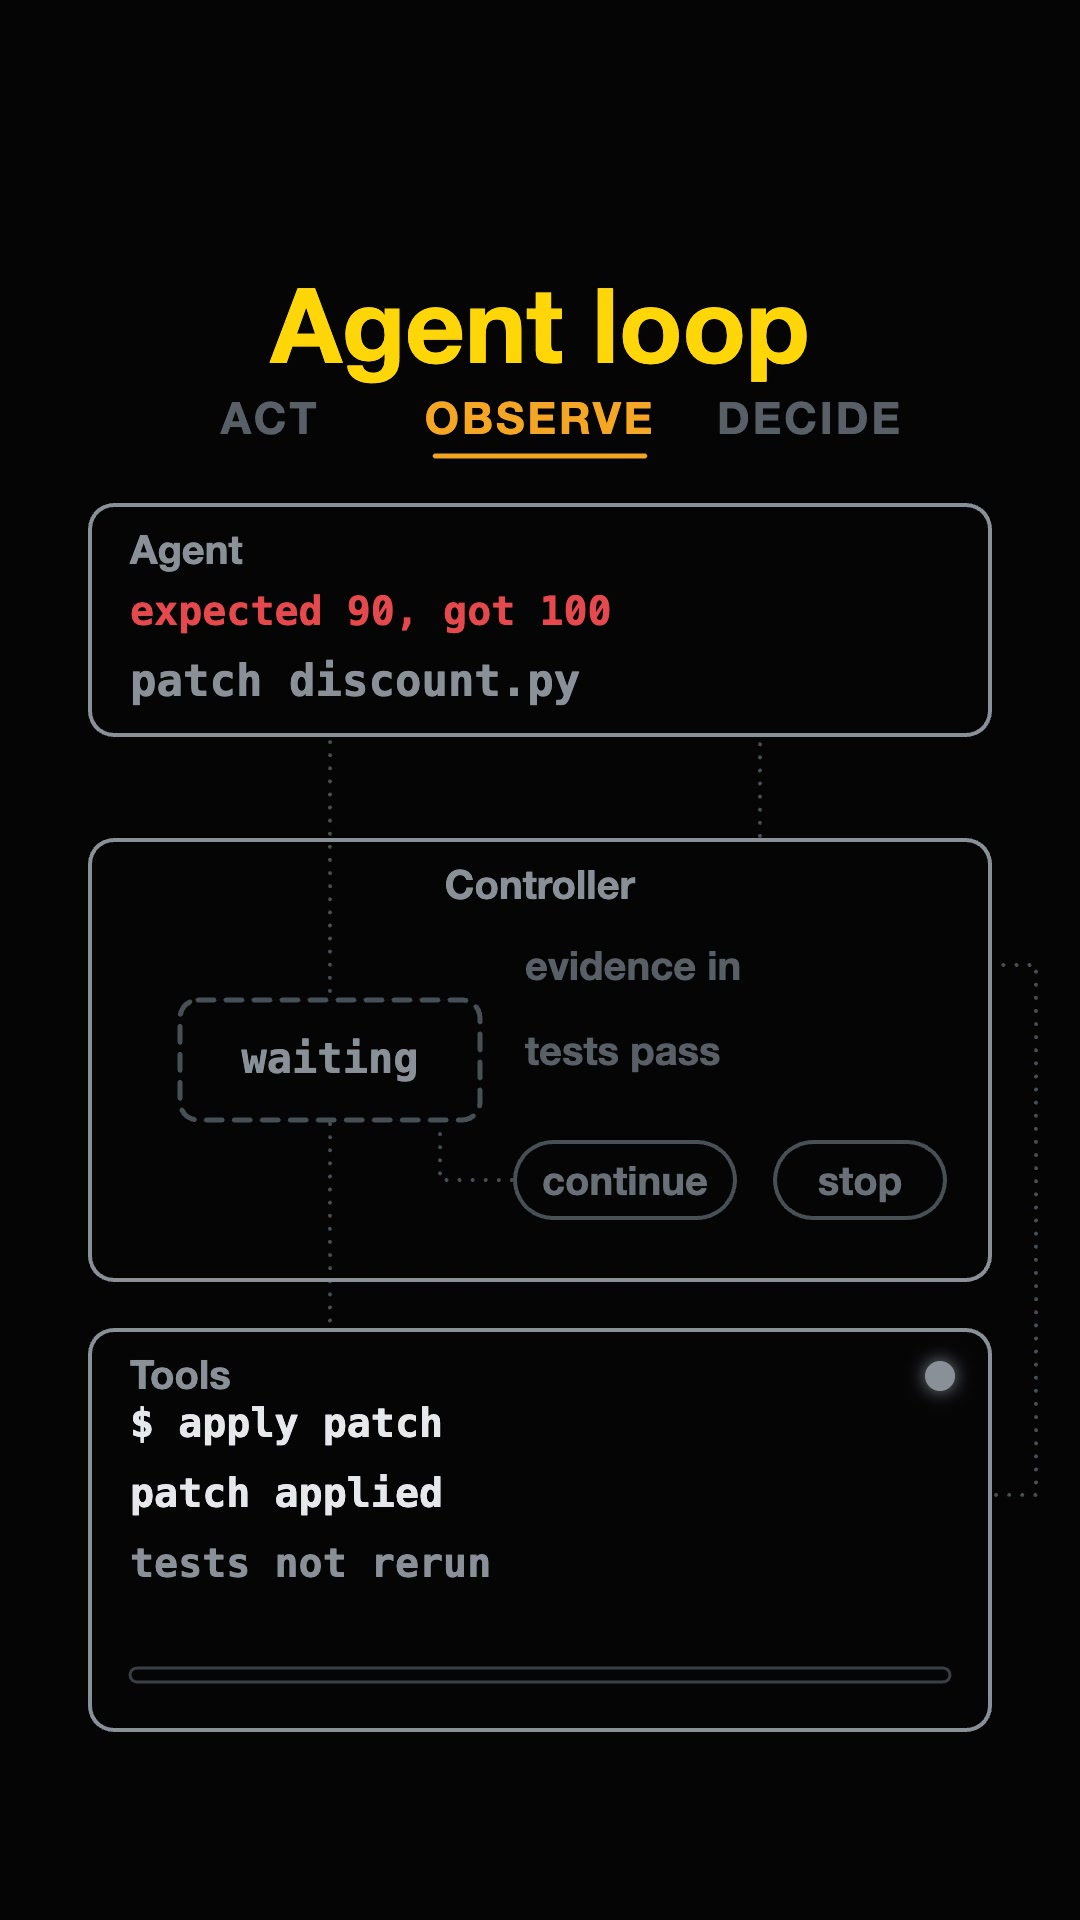 Agent loop
ACT OBSERVE DECIDE
Agent
expected 90, got 100
patch discount.py
Controller
evidence in
waiting
tests pass
continue stop
Tools
$ apply patch
patch applied
tests not rerun